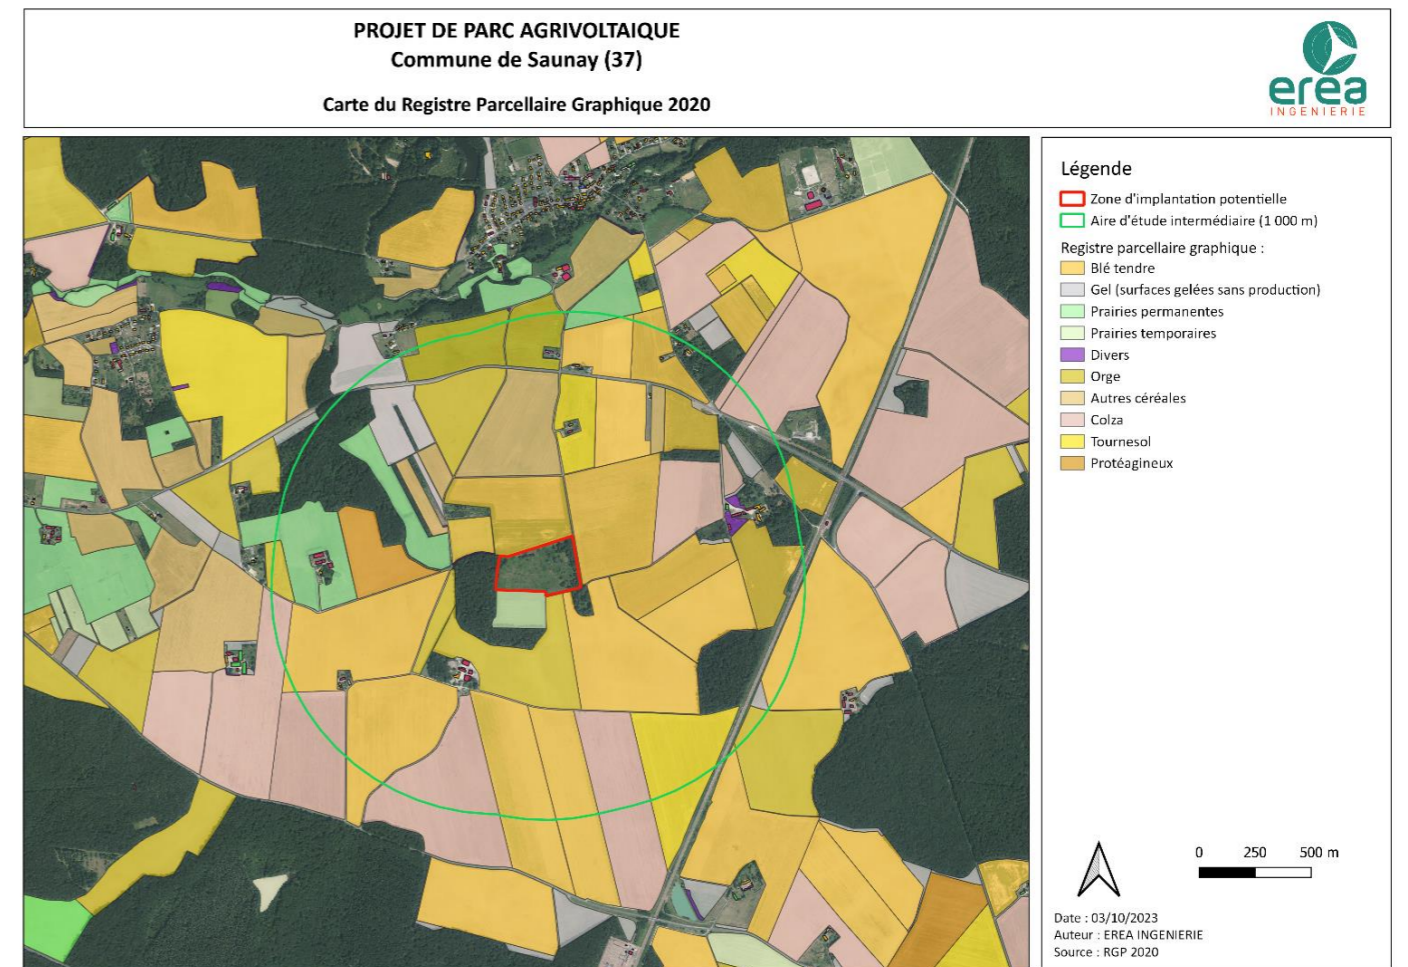 PROJET DE PARC AGRIVOLTAIQUE
Commune de Saunay (37)
Carte du Registre Parcellaire Graphique 2020
erea
INGENIERIE
Légende
Zone d'implantation potentielle
Aire d'étude intermédiaire (1 000 m)
Registre parcellaire graphique :
Blé tendre
Gel (surfaces gelées sans production)
Prairies permanentes
Prairies temporaires
Divers
Orge
Autres céréales
Colza
Tournesol
Protéagineux
0 250 500 m
Date : 03/10/2023
Auteur : EREA INGENIERIE
Source : RGP 2020